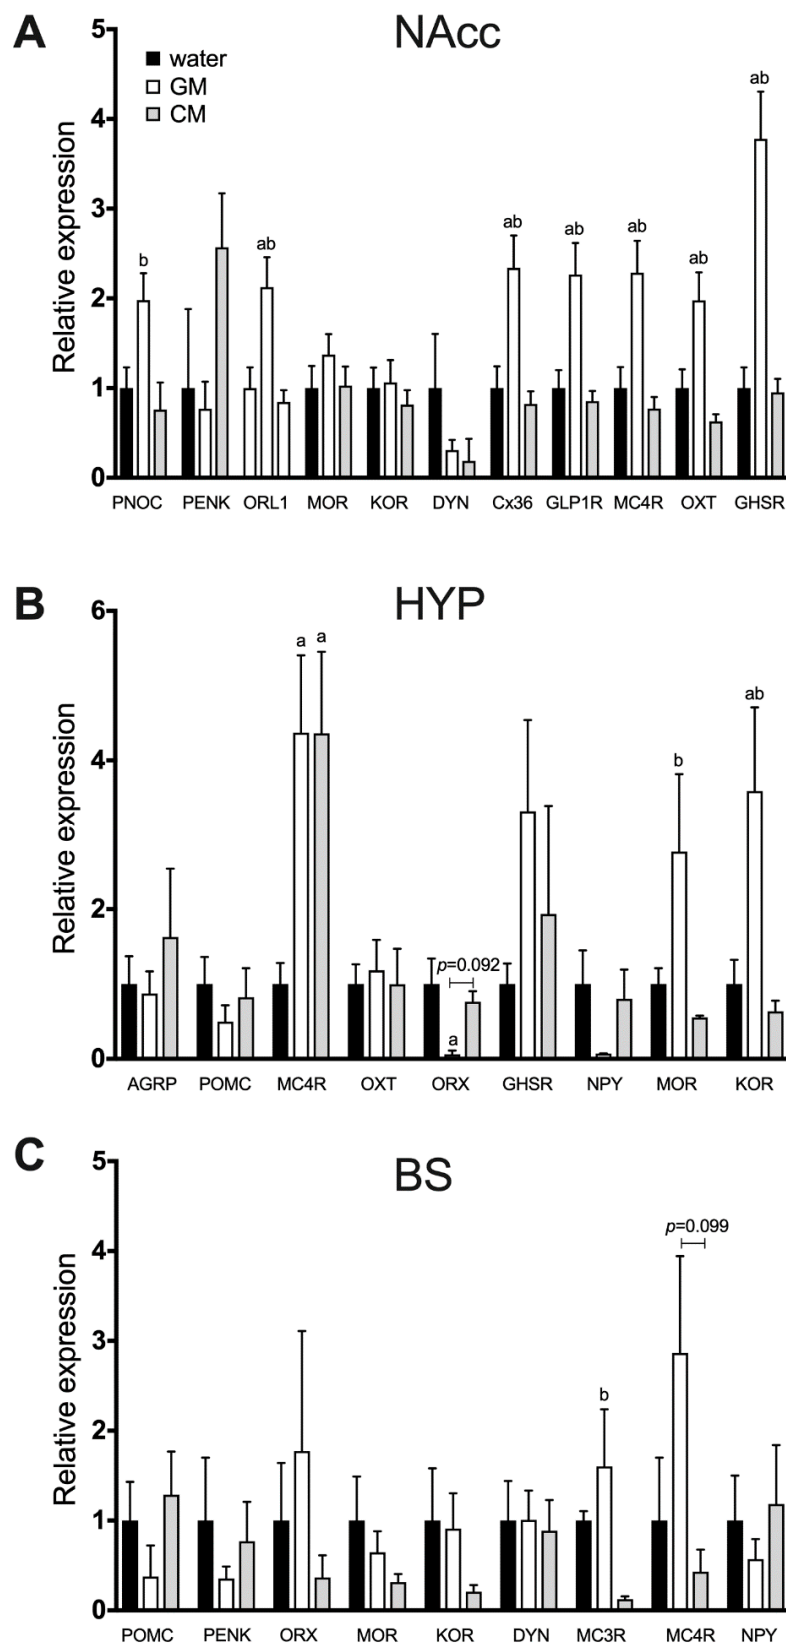 A
NAcc
water
GM
CM
Relative expression
5
4
3
2
1
0
b
ab
ab
ab
ab
ab
ab
PNOC PENK ORL1 MOR KOR DYN Cx36 GLP1R MC4R OXT GHSR
B
HYP
Relative expression
6
4
2
0
a a
p=0.092
a
b
ab
AGRP POMC MC4R OXT ORX GHSR NPY MOR KOR
C
BS
Relative expression
5
4
3
2
1
0
b
p=0.099
POMC PENK ORX MOR KOR DYN MC3R MC4R NPY